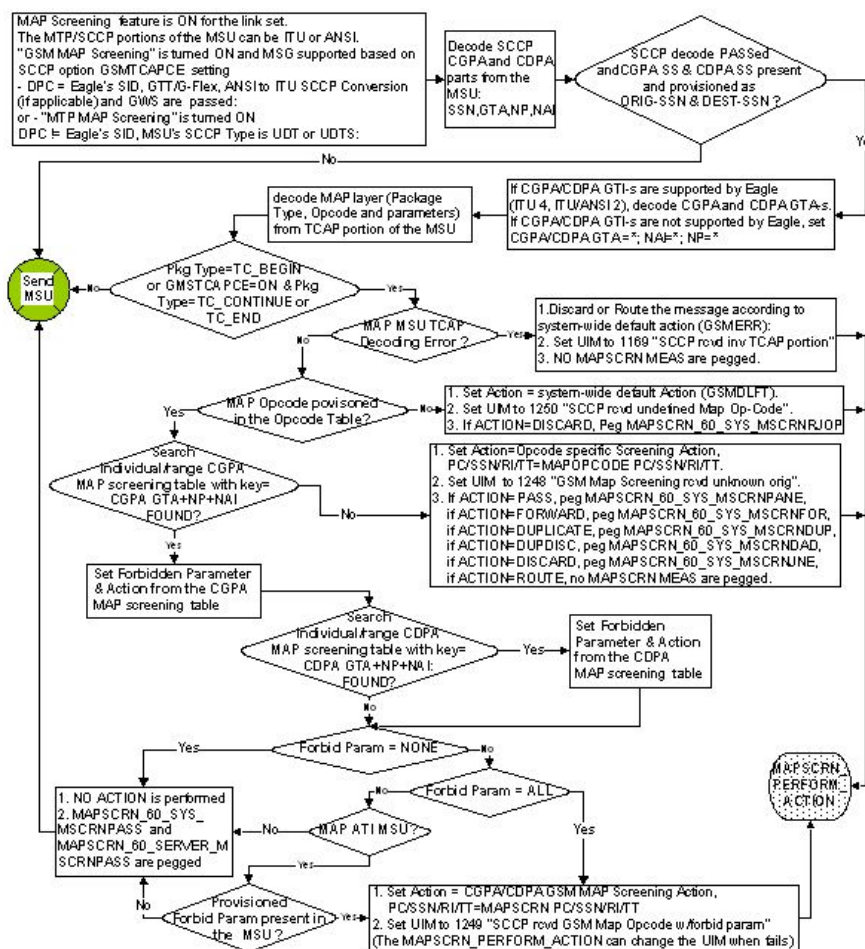 MAP Screening feature is ON for the link set.
The MTP/SCCP portions of the MSU can be ITU or ANSI.
"GSM MAP Screening" is turned ON and MSG supported based on
SCCP option GSMTCAPCE setting
- DPC = Eagle's SID, GTT/G-Flex, ANSI to ITU SCCP Conversion
(if applicable) and GWS are passed:
or - "MTP MAP Screening" is turned ON
DPC != Eagle's SID, MSU's SCCP Type is UDT or UDTS:
Decode SCCP
CGPA and CDPA
parts from the
MSU:
SSN,GTA,NP,NAI
SCCP decode PASSed
and CGPA SS & CDPA SS present
and provisioned as
ORIG-SSN & DEST-SSN ?
Ye
No
If CGPA/CDPA GTI-s are supported by Eagle
(ITU 4, ITU/ANSI 2), decode CGPA and CDPA GTA-s.
If CGPA/CDPA GTI-s are not supported by Eagle, set
CGPA/CDPA GTA=*; NAI=*; NP=*
decode MAP layer (Package
Type, Opcode and parameters)
from TCAP portion of the MSU
Send
MSU
No
Pkg Type=TC_BEGIN
or GMSTCAPCE=ON & Pkg
Type=TC_CONTINUE or
TC_END
Yes
MAP MSU TCAP
Decoding Error ?
Yes
1.Discard or Route the message according to
system-wide default action (GSMERR):
2. Set UIM to 1169 "SCCP rcvd inv TCAP portion"
3. NO MAPSCRN MEAS are pegged.
No
MAP Opcode povisoned
in the Opcode Table?
No
1. Set Action = system-wide default Action (GSMDLFT).
2. Set UIM to 1250 "SCCP rcvd undefined Map Op-Code".
3. If ACTION=DISCARD, Peg MAPSCRN_60_SYS_MSCRNRJOP
Yes
Search
Individual/range CGPA
MAP screening table with key=
CGPA GTA+NP+NAI
FOUND?
No
1. Set Action=Opcode specific Screening Action,
PC/SSN/RI/TT=MAPOPCODE PC/SSN/RI/TT.
2. Set UIM to 1248 "GSM Map Screening rcvd unknown orig".
3. If ACTION=PASS, peg MAPSCRN_60_SYS_MSCRNPANE,
if ACTION=FORWARD, peg MAPSCRN_60_SYS_MSCRNFOR,
if ACTION=DUPLICATE, peg MAPSCRN_60_SYS_MSCRNDUP,
if ACTION=DUPDISC, peg MAPSCRN_60_SYS_MSCRNDAD,
if ACTION=DISCARD, peg MAPSCRN_60_SYS_MSCRNJNE,
if ACTION=ROUTE, no MAPSCRN MEAS are pegged.
Yes
Set Forbidden Parameter
& Action from the CGPA
MAP screening table
Search
Individual/range CDPA
MAP screening table with key=
CDPA GTA+NP+NAI:
FOUND?
Yes
Set Forbidden
Parameter & Action
from the CDPA
MAP screening table
No
Forbid Param = NONE
Yes
No
Forbid Param = ALL
No
Yes
MAPSCRN_
PERFORM_
ACTION
1. NO ACTION is performed
2. MAPSCRN_60_SYS_
MSCRNPASS and
MAPSCRN_60_SERVER_M
SCRNPASS are pegged
No
MAP ATI MSU?
Yes
No
Provisioned
Forbid Param present in
the MSU?
Yes
1. Set Action = CGPA/CDPA GSM MAP Screening Action,
PC/SSN/RI/TT=MAPSCRN PC/SSN/RI/TT
2. Set UIM to 1249 "SCCP rcvd GSM Map Opcode w/forbid param"
(The MAPSCRN_PERFORM_ACTION can change the UIM when fails)